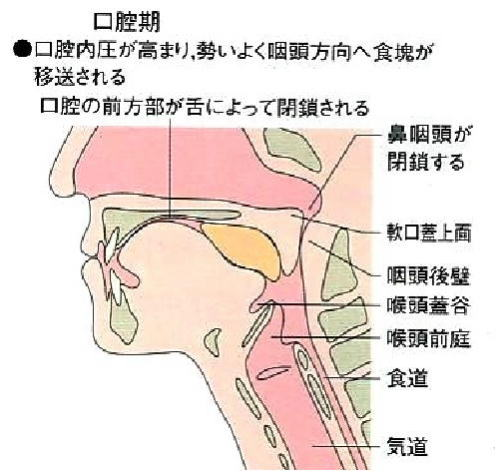 口腔期
●口腔内圧が高まり,勢いよく咽頭方向へ食塊が
移送される
口腔の前方部が舌によって閉鎖される
鼻咽頭が
閉鎖する
軟口蓋上面
咽頭後壁
喉頭蓋谷
喉頭前庭
食道
気道